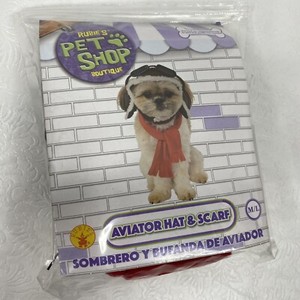 RUBIE'S
PET SHOP
BOUTIQUE
AVIATOR HAT & SCARF
M/L
SOMBRERO Y BUFANDA DE AVIADOR